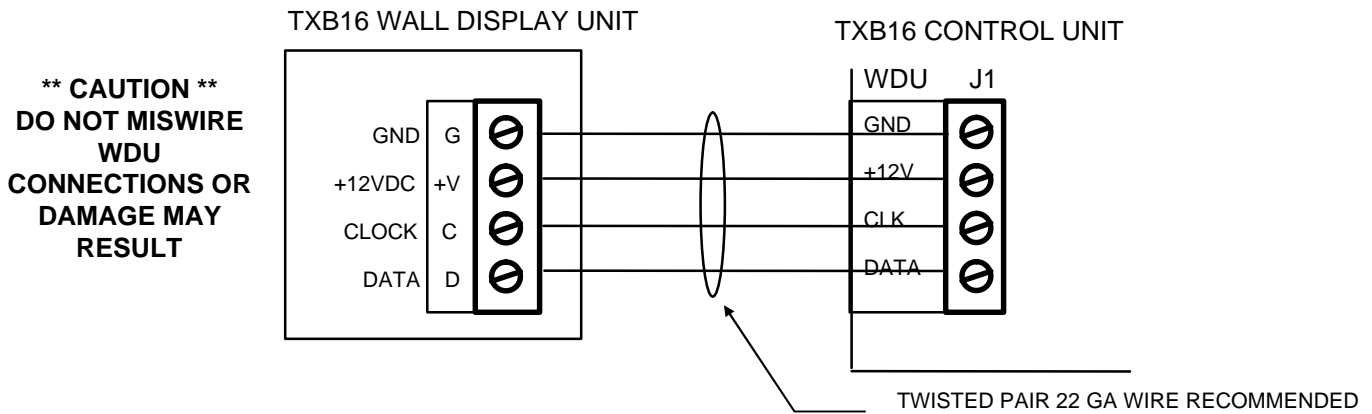 TXB16 WALL DISPLAY UNIT
TXB16 CONTROL UNIT
** CAUTION **
DO NOT MISWIRE
WDU
CONNECTIONS OR
DAMAGE MAY
RESULT
WDU J1
GND G
+12VDC +V
CLOCK C
DATA D
GND
+12V
CLK
DATA
TWISTED PAIR 22 GA WIRE RECOMMENDED